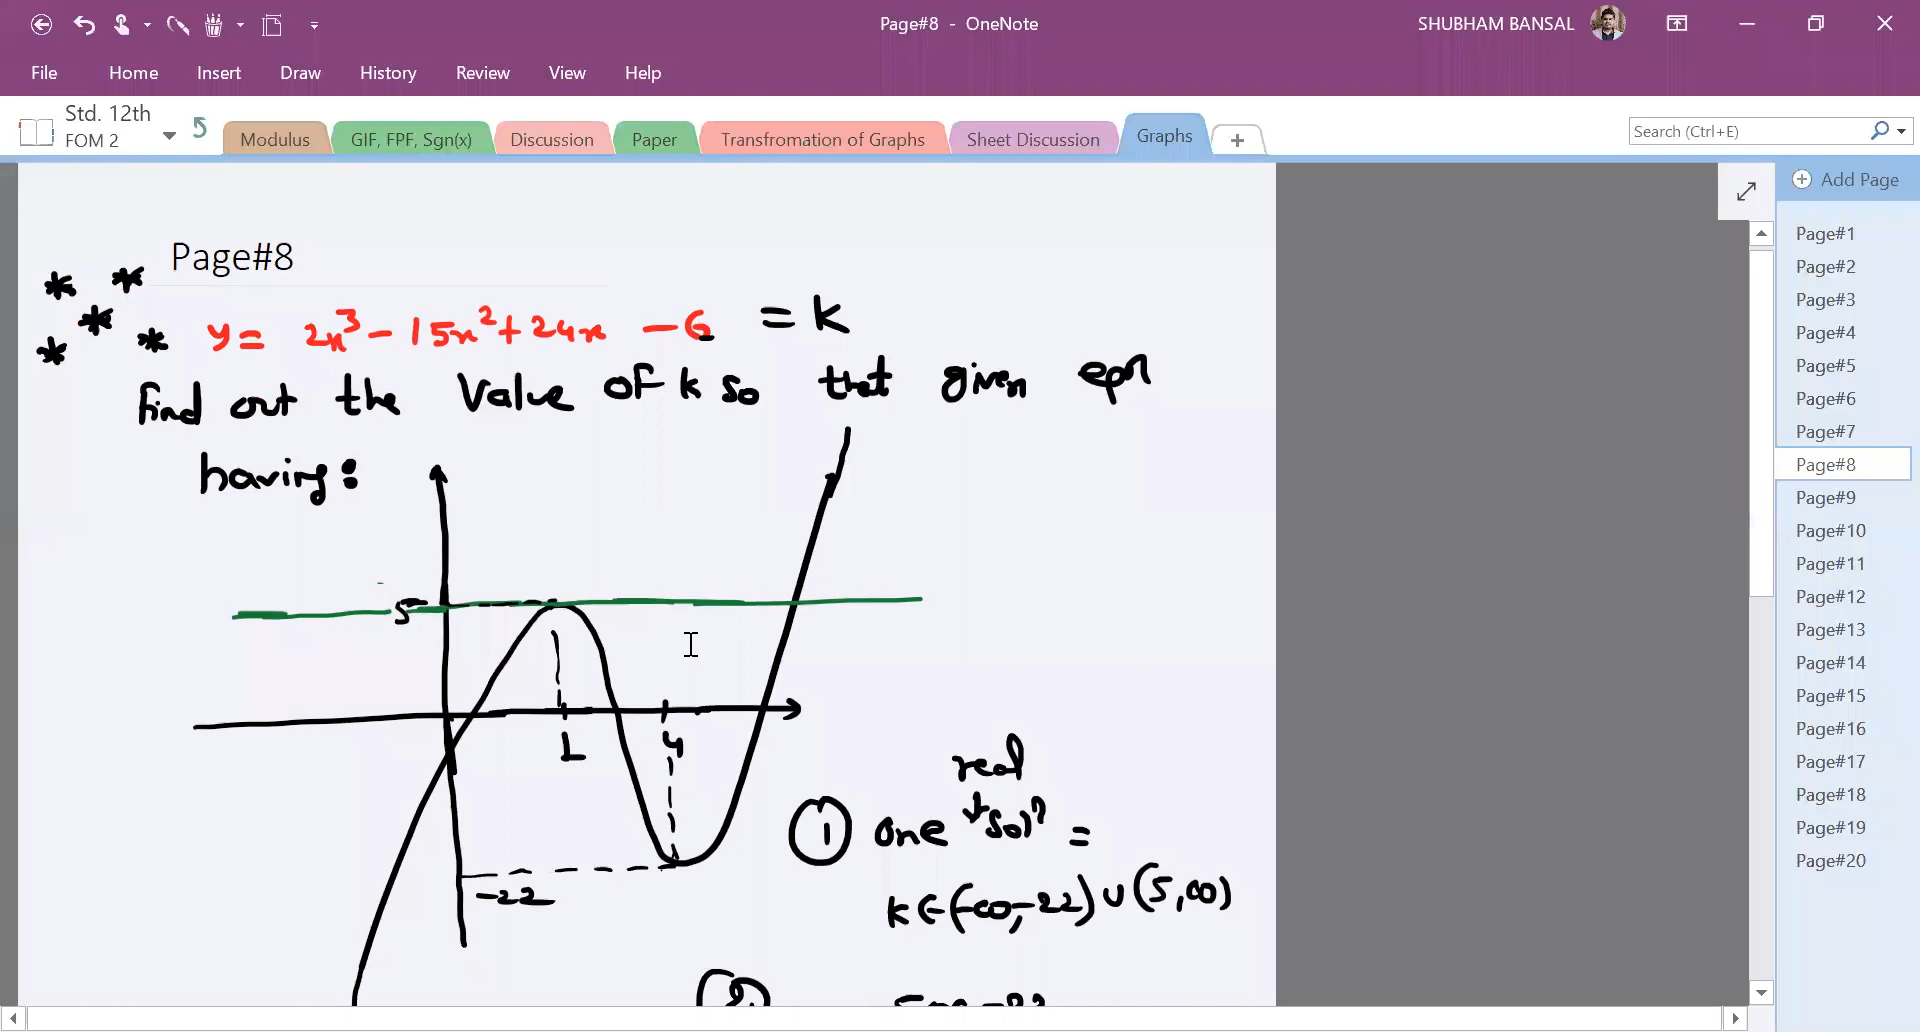 Page#8 - OneNote
SHUBHAM BANSAL
File Home Insert Draw History Review View Help
Std. 12th
FOM 2
Modulus GIF, FPF, Sgn(x) Discussion Paper Transfromation of Graphs Sheet Discussion Graphs +
Search (Ctrl+E)
Add Page
Page#1
Page#2
Page#3
Page#4
Page#5
Page#6
Page#7
Page#8
Page#9
Page#10
Page#11
Page#12
Page#13
Page#14
Page#15
Page#16
Page#17
Page#18
Page#19
Page#20
Page#8
* * * * * y = 2x³ - 15x² + 24x - 6 = k
find out the value of k so that given eqn
having:
5
1
4
-22
real
① one soln =
k∈(-∞,-22)∪(5,∞)
②